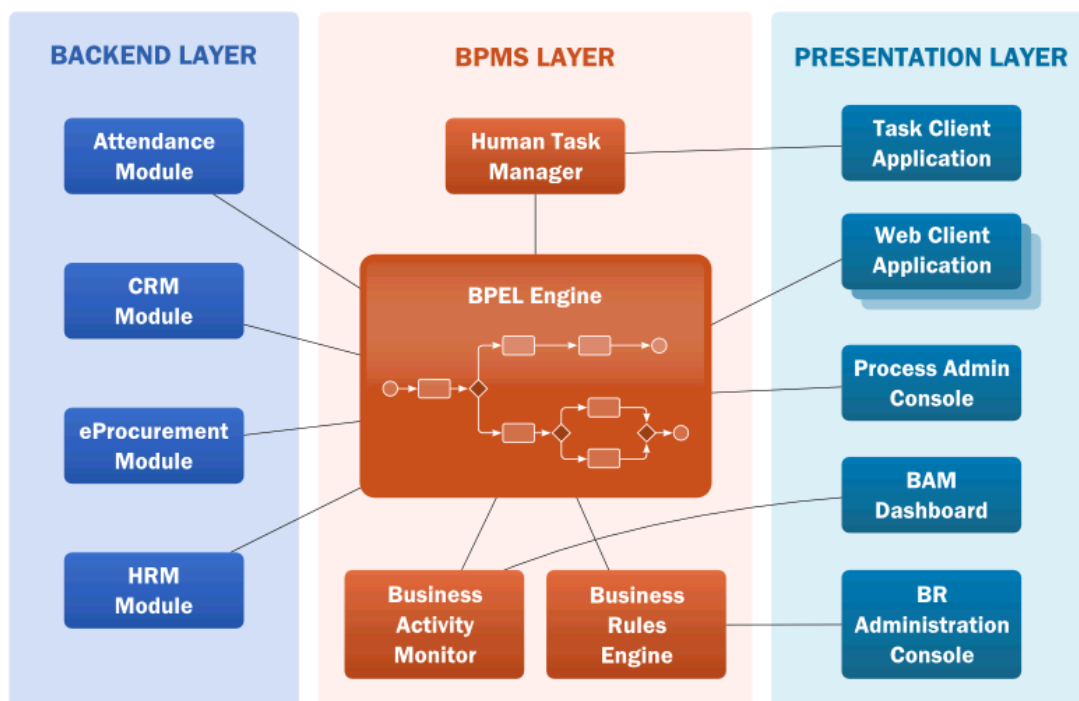 BACKEND LAYER
Attendance
Module
CRM
Module
eProcurement
Module
HRM
Module
BPMS LAYER
Human Task
Manager
BPEL Engine
Business
Activity
Monitor
Business
Rules
Engine
PRESENTATION LAYER
Task Client
Application
Web Client
Application
Process Admin
Console
BAM
Dashboard
BR
Administration
Console